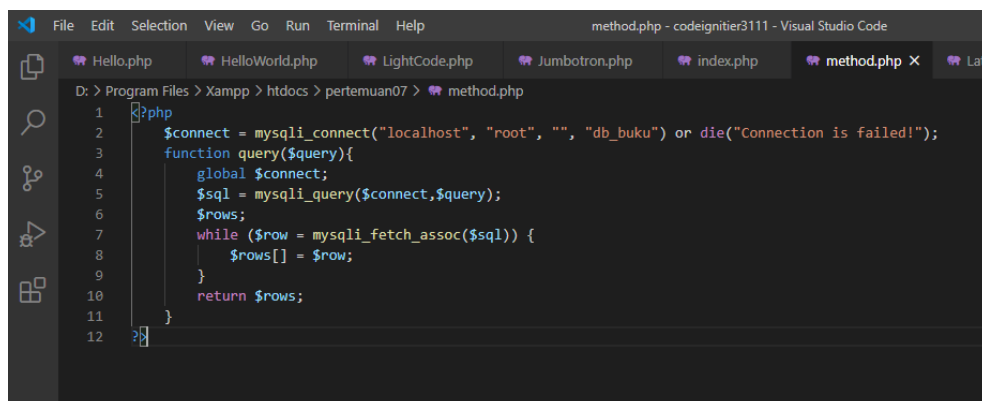 File Edit Selection View Go Run Terminal Help method.php - codeignitier3111 - Visual Studio Code
Hello.php HelloWorld.php LightCode.php Jumbotron.php index.php method.php La
D: > Program Files > Xampp > htdocs > pertemuan07 > method.php
1 <?php
2 $connect = mysqli_connect("localhost", "root", "", "db_buku") or die("Connection is failed!");
3 function query($query){
4 global $connect;
5 $sql = mysqli_query($connect,$query);
6 $rows;
7 while ($row = mysqli_fetch_assoc($sql)) {
8 $rows[] = $row;
9 }
10 return $rows;
11 }
12 ?>